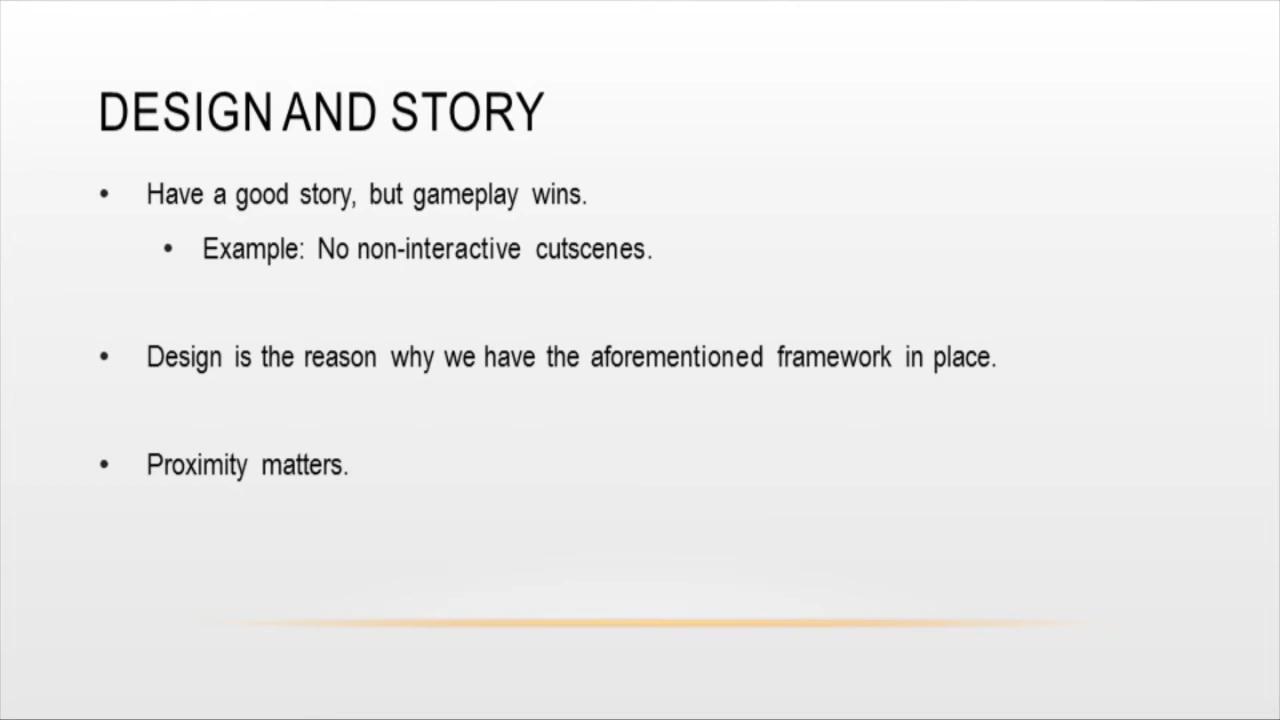 DESIGN AND STORY
• Have a good story, but gameplay wins.
• Example: No non-interactive cutscenes.
• Design is the reason why we have the aforementioned framework in place.
• Proximity matters.